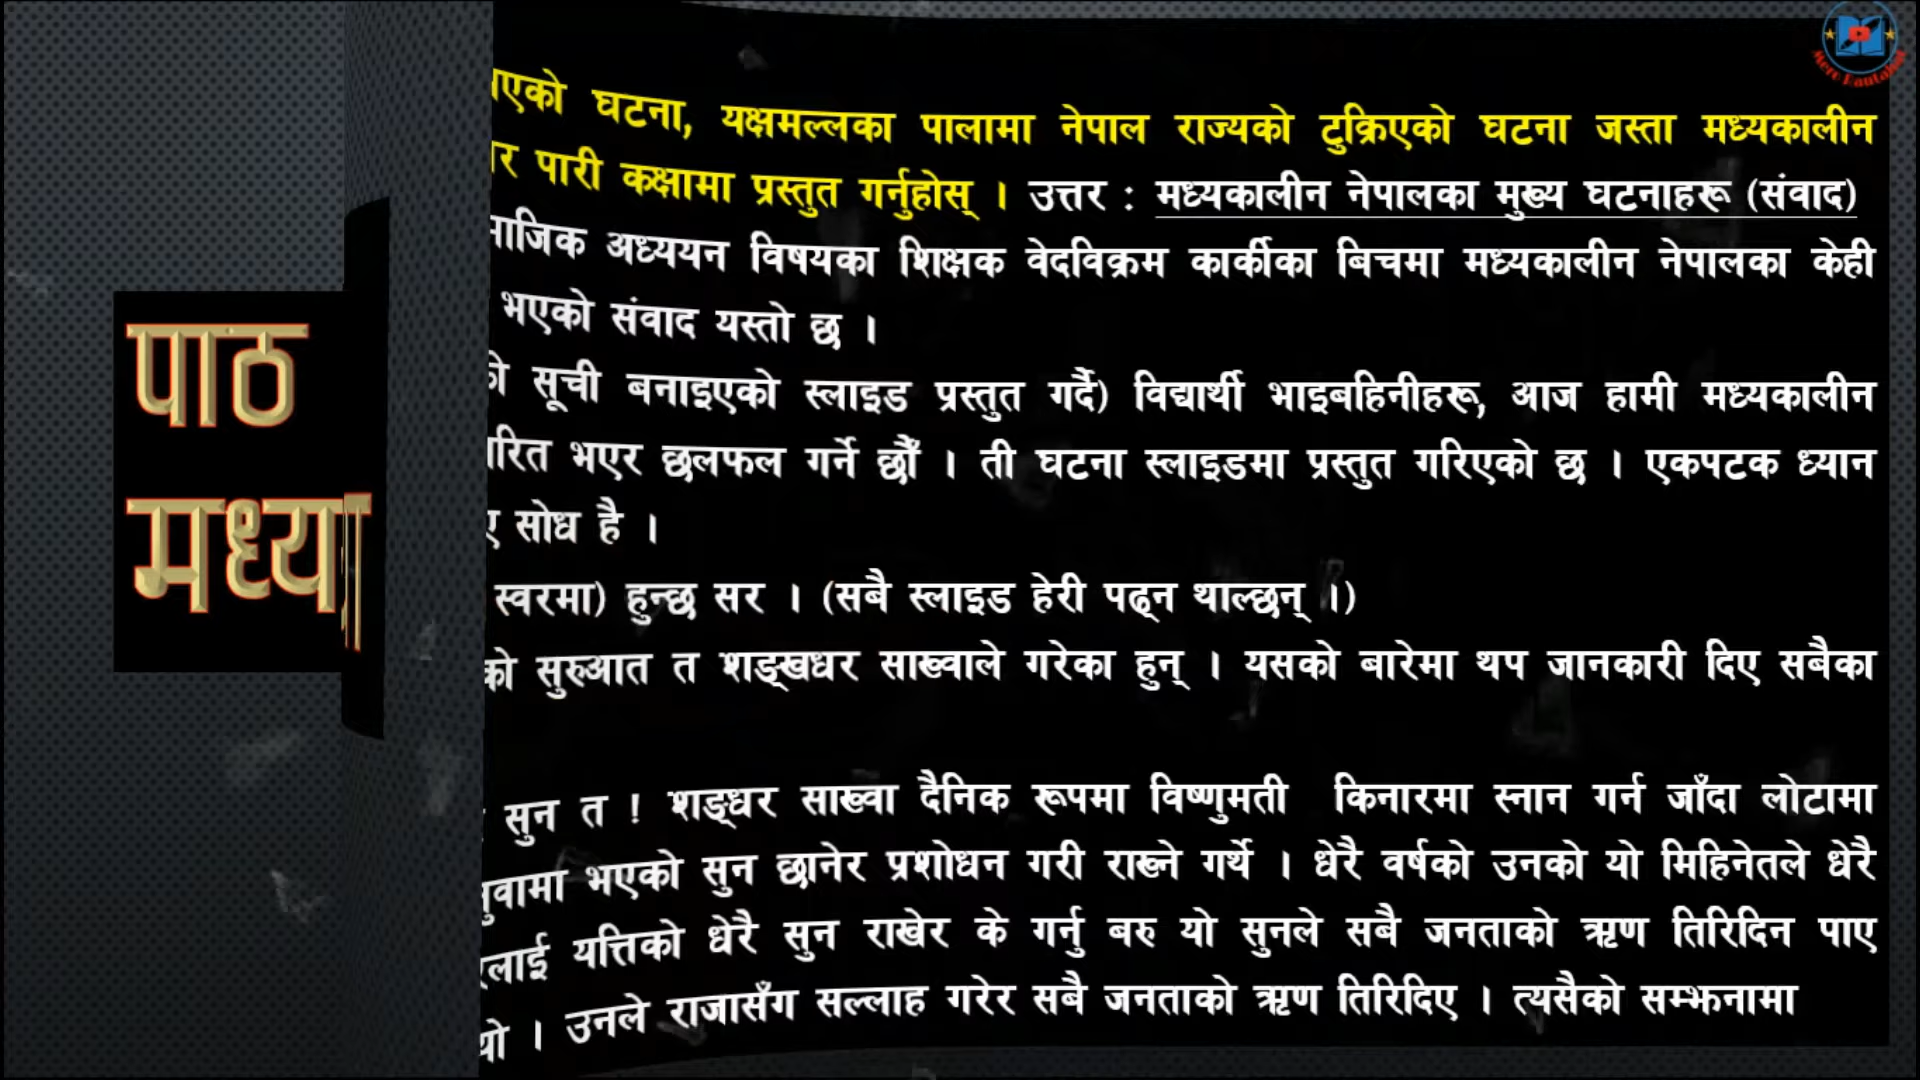 पाठ
घटना, यक्षमल्लका पालामा नेपाल राज्यको टुक्रिएको घटना जस्ता मध्यकालीन
पारी कक्षामा प्रस्तुत गर्नुहोस् । उत्तर : मध्यकालीन नेपालका मुख्य घटनाहरू (संवाद)
अध्ययन विषयका शिक्षक वेदविक्रम कार्कीका बिचमा मध्यकालीन नेपालका केही
भएको संवाद यस्तो छ ।
सूची बनाइएको स्लाइड प्रस्तुत गर्दै) विद्यार्थी भाइबहिनीहरू, आज हामी मध्यकालीन
भएर छलफल गर्ने छौँ । ती घटना स्लाइडमा प्रस्तुत गरिएको छ । एकपटक ध्यान
सोध है ।
स्वरमा) हुन्छ सर । (सबै स्लाइड हेरी पढ्न थाल्छन् ।)
को सुरुआत त शङ्खधर साख्वाले गरेका हुन् । यसको बारेमा थप जानकारी दिए सबैका
सुन त ! शङ्धर साख्वा दैनिक रूपमा विष्णुमती किनारमा स्नान गर्न जाँदा लोटामा
भएको सुन छानेर प्रशोधन गरी राख्ने गर्थे । धेरै वर्षको उनको यो मिहिनेतले धेरै
यत्तिको धेरै सुन राखेर के गर्नु बरु यो सुनले सबै जनताको ऋण तिरिदिन पाए
यो । उनले राजासँग सल्लाह गरेर सबै जनताको ऋण तिरिदिए । त्यसैको सम्झनामा